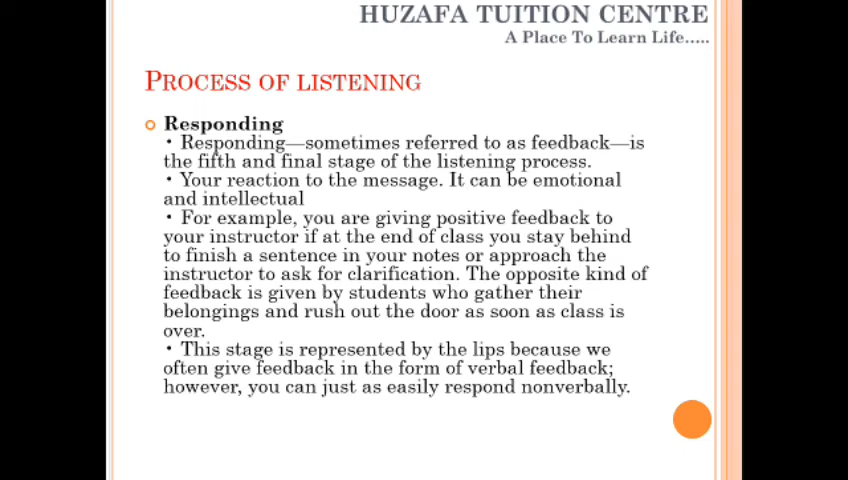 HUZAFA TUITION CENTRE
A Place To Learn Life.....
PROCESS OF LISTENING
Responding
• Responding—sometimes referred to as feedback—is
the fifth and final stage of the listening process.
• Your reaction to the message. It can be emotional
and intellectual
• For example, you are giving positive feedback to
your instructor if at the end of class you stay behind
to finish a sentence in your notes or approach the
instructor to ask for clarification. The opposite kind of
feedback is given by students who gather their
belongings and rush out the door as soon as class is
over.
• This stage is represented by the lips because we
often give feedback in the form of verbal feedback;
however, you can just as easily respond nonverbally.